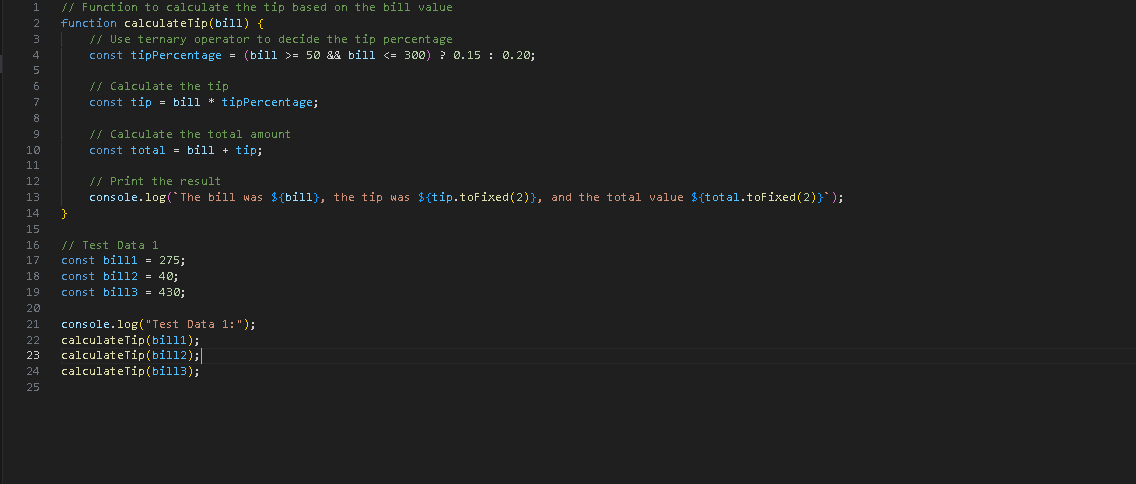 1 // Function to calculate the tip based on the bill value
2 function calculateTip(bill) {
3     // Use ternary operator to decide the tip percentage
4     const tipPercentage = (bill >= 50 && bill <= 300) ? 0.15 : 0.20;
5
6     // Calculate the tip
7     const tip = bill * tipPercentage;
8
9     // Calculate the total amount
10     const total = bill + tip;
11
12     // Print the result
13     console.log(`The bill was ${bill}, the tip was ${tip.toFixed(2)}, and the total value ${total.toFixed(2)}`);
14 }
15
16 // Test Data 1
17 const bill1 = 275;
18 const bill2 = 40;
19 const bill3 = 430;
20
21 console.log("Test Data 1:");
22 calculateTip(bill1);
23 calculateTip(bill2);
24 calculateTip(bill3);
25